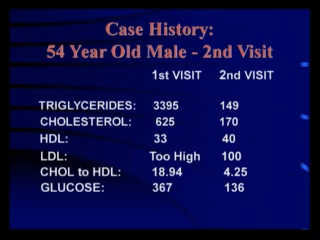 Case History:
54 Year Old Male - 2nd Visit
1st VISIT 2nd VISIT
TRIGLYCERIDES: 3395 149
CHOLESTEROL: 625 170
HDL: 33 40
LDL: Too High 100
CHOL to HDL: 18.94 4.25
GLUCOSE: 367 136